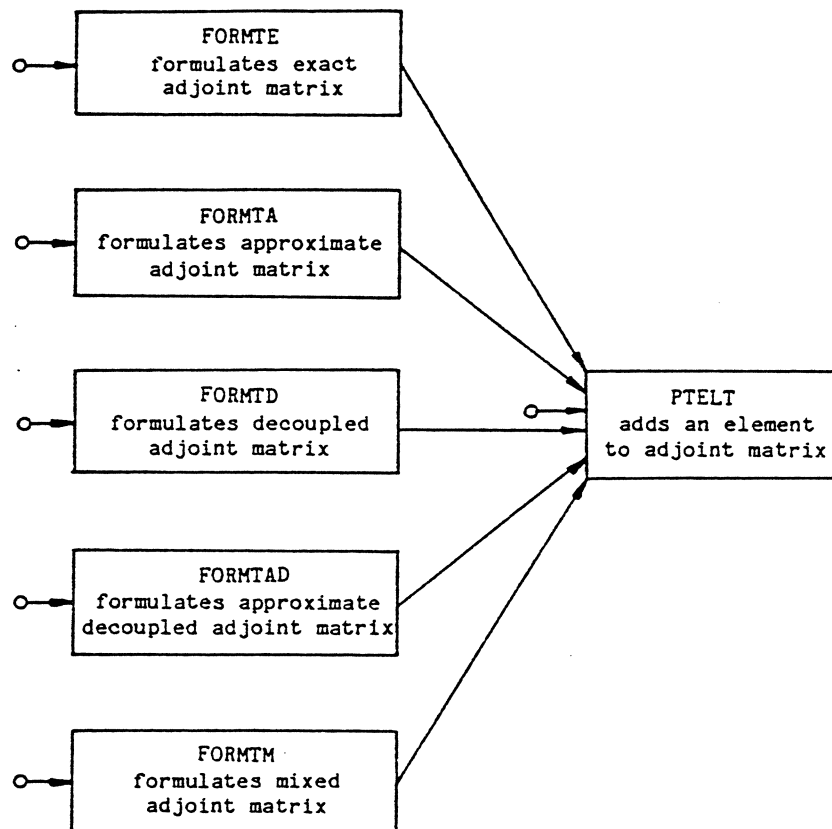 FORMTE
formulates exact
adjoint matrix
FORMTA
formulates approximate
adjoint matrix
FORMTD
formulates decoupled
adjoint matrix
PTELT
adds an element
to adjoint matrix
FORMTAD
formulates approximate
decoupled adjoint matrix
FORMTM
formulates mixed
adjoint matrix